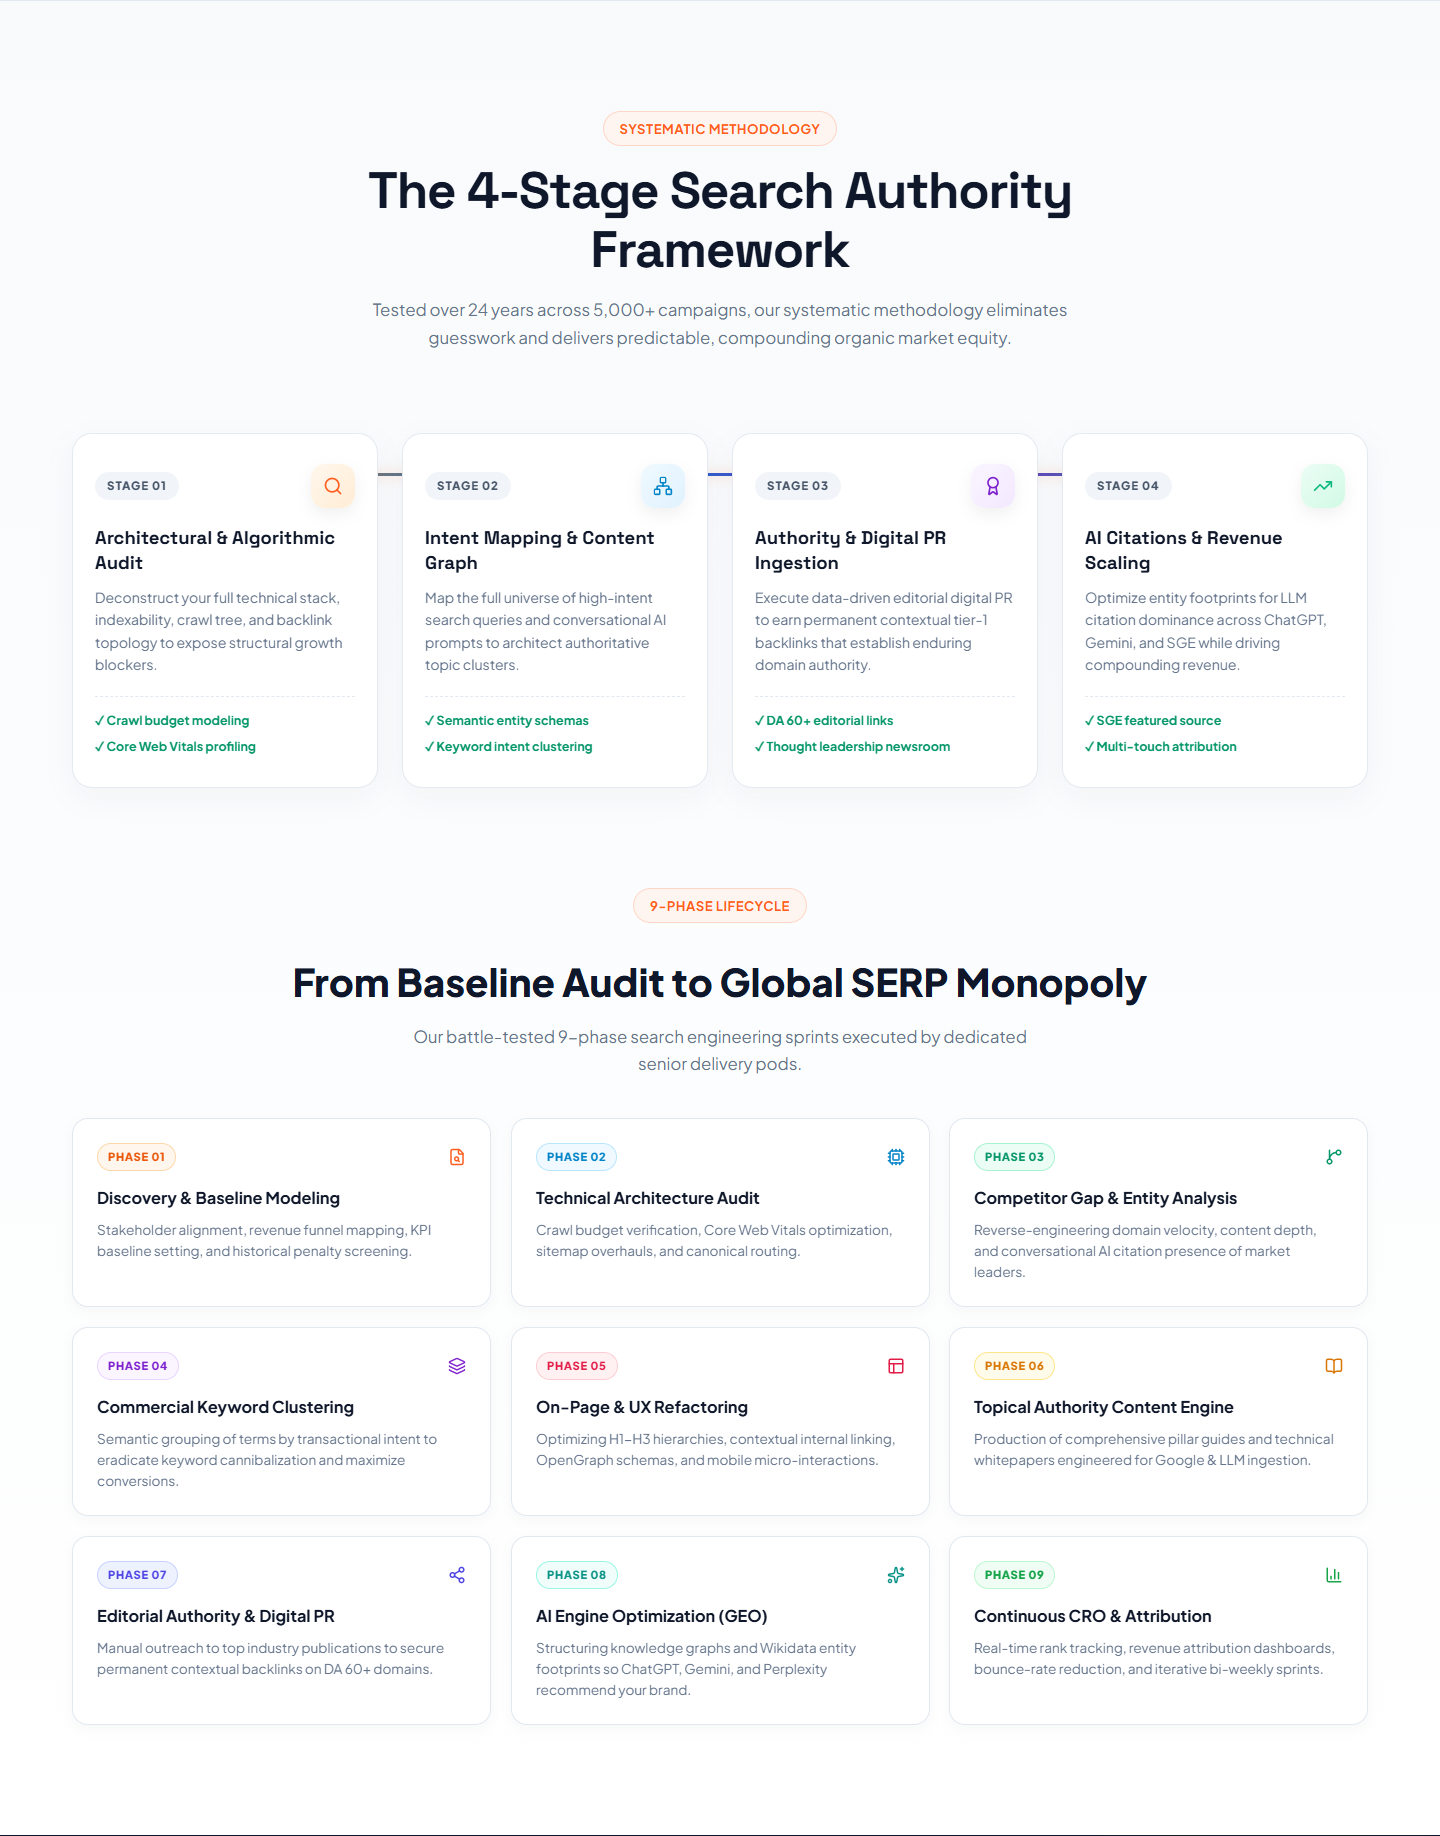 SYSTEMATIC METHODOLOGY
The 4-Stage Search Authority
Framework
Tested over 24 years across 5,000+ campaigns, our systematic methodology eliminates
guesswork and delivers predictable, compounding organic market equity.
STAGE 01
Architectural & Algorithmic
Audit
Deconstruct your full technical stack,
indexability, crawl tree, and backlink
topology to expose structural growth
blockers.
✓ Crawl budget modeling
✓ Core Web Vitals profiling
STAGE 02
Intent Mapping & Content
Graph
Map the full universe of high-intent
search queries and conversational AI
prompts to architect authoritative
topic clusters.
✓ Semantic entity schemas
✓ Keyword intent clustering
STAGE 03
Authority & Digital PR
Ingestion
Execute data-driven editorial digital PR
to earn permanent contextual tier-1
backlinks that establish enduring
domain authority.
✓ DA 60+ editorial links
✓ Thought leadership newsroom
STAGE 04
AI Citations & Revenue
Scaling
Optimize entity footprints for LLM
citation dominance across ChatGPT,
Gemini, and SGE while driving
compounding revenue.
✓ SGE featured source
✓ Multi-touch attribution
9-PHASE LIFECYCLE
From Baseline Audit to Global SERP Monopoly
Our battle-tested 9-phase search engineering sprints executed by dedicated
senior delivery pods.
PHASE 01
Discovery & Baseline Modeling
Stakeholder alignment, revenue funnel mapping, KPI
baseline setting, and historical penalty screening.
PHASE 02
Technical Architecture Audit
Crawl budget verification, Core Web Vitals optimization,
sitemap overhauls, and canonical routing.
PHASE 03
Competitor Gap & Entity Analysis
Reverse-engineering domain velocity, content depth,
and conversational AI citation presence of market
leaders.
PHASE 04
Commercial Keyword Clustering
Semantic grouping of terms by transactional intent to
eradicate keyword cannibalization and maximize
conversions.
PHASE 05
On-Page & UX Refactoring
Optimizing H1-H3 hierarchies, contextual internal linking,
OpenGraph schemas, and mobile micro-interactions.
PHASE 06
Topical Authority Content Engine
Production of comprehensive pillar guides and technical
whitepapers engineered for Google & LLM ingestion.
PHASE 07
Editorial Authority & Digital PR
Manual outreach to top industry publications to secure
permanent contextual backlinks on DA 60+ domains.
PHASE 08
AI Engine Optimization (GEO)
Structuring knowledge graphs and Wikidata entity
footprints so ChatGPT, Gemini, and Perplexity
recommend your brand.
PHASE 09
Continuous CRO & Attribution
Real-time rank tracking, revenue attribution dashboards,
bounce-rate reduction, and iterative bi-weekly sprints.